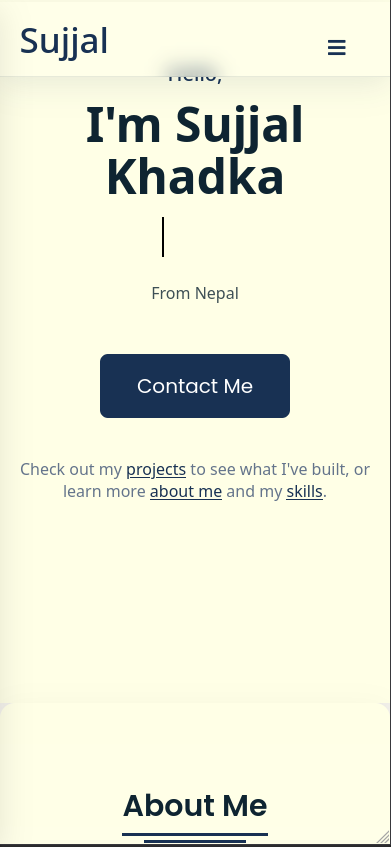 Sujjal
Hello,
I'm Sujjal
Khadka
From Nepal
Contact Me
Check out my projects to see what I've built, or
learn more about me and my skills.
About Me